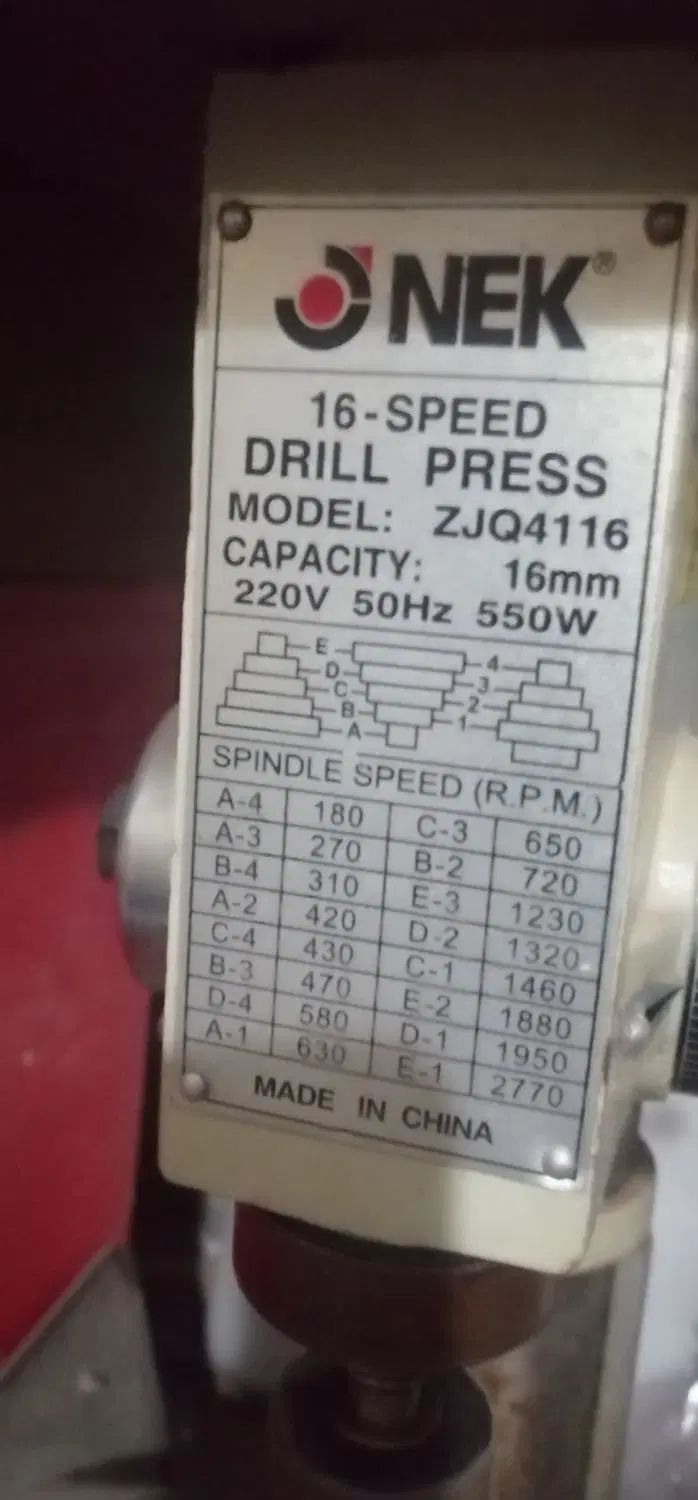 NEK®
16-SPEED
DRILL PRESS
MODEL: ZJQ4116
CAPACITY: 16mm
220V 50Hz 550W
E 4
D 3
C 2
B 1
A
SPINDLE SPEED (R.P.M.)
A-4 180 C-3 650
A-3 270 B-2 720
B-4 310 E-3 1230
A-2 420 D-2 1320
C-4 430 C-1 1460
B-3 470 E-2 1880
D-4 580 D-1 1950
A-1 630 E-1 2770
MADE IN CHINA